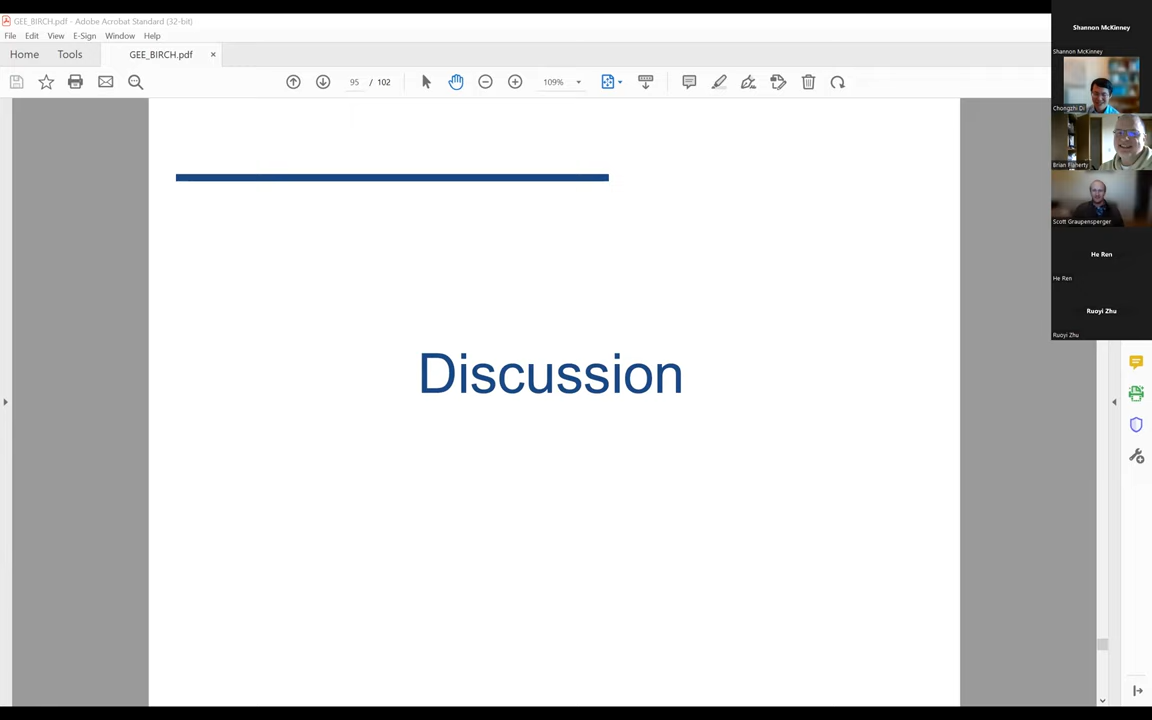 GEE_BIRCH.pdf - Adobe Acrobat Standard (32-bit)
File Edit View E-Sign Window Help
Home Tools GEE_BIRCH.pdf ×
95 / 102 109%
Discussion
Shannon McKinney
Shannon McKinney
Chongzhi Di
Brian Flaherty
Scott Graupensperger
He Ren
He Ren
Ruoyi Zhu
Ruoyi Zhu